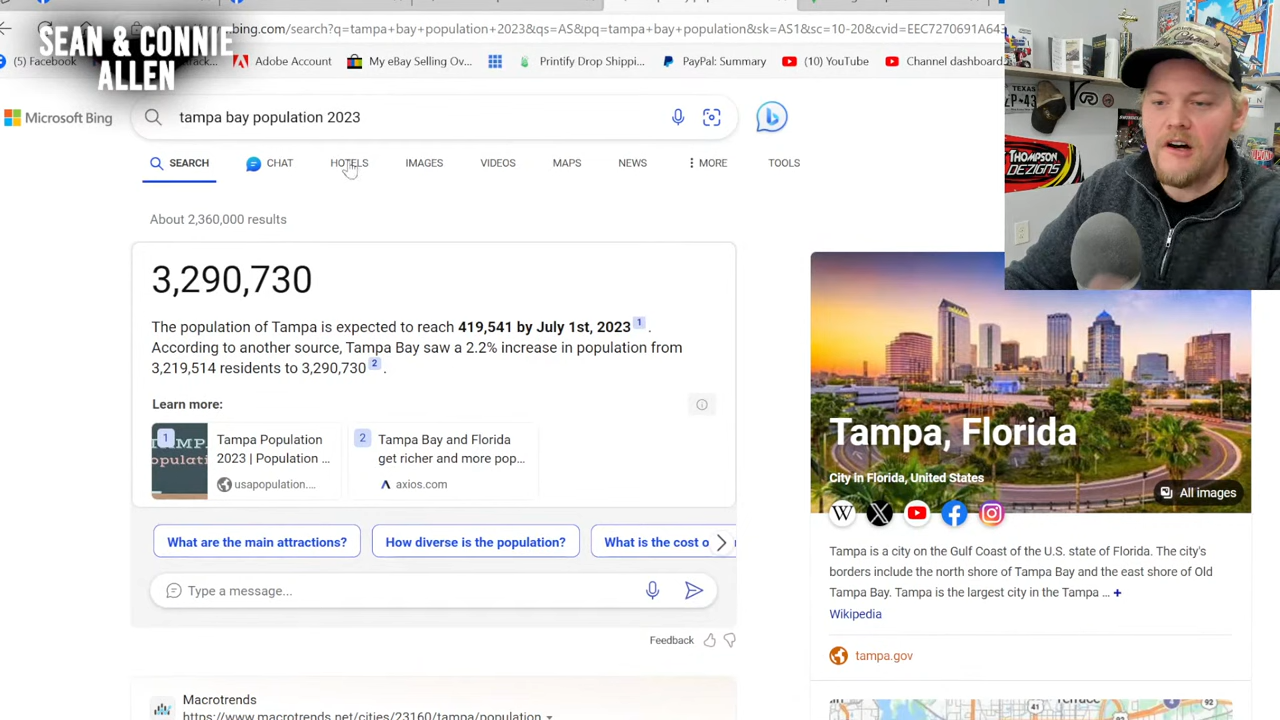 SEAN & CONNIE
ALLEN
bing.com/search?q=tampa+bay+population+2023&qs=AS&pq=tampa+bay+population&sk=AS1&sc=10-20&cvid=EEC7270691A643
(5) Facebook
Adobe Account
My eBay Selling Ov...
Printify Drop Shippi...
PayPal: Summary
(10) YouTube
Channel dashboard
Microsoft Bing
tampa bay population 2023
SEARCH
CHAT
HOTELS
IMAGES
VIDEOS
MAPS
NEWS
MORE
TOOLS
About 2,360,000 results
3,290,730
The population of Tampa is expected to reach 419,541 by July 1st, 2023 1 .
According to another source, Tampa Bay saw a 2.2% increase in population from
3,219,514 residents to 3,290,730 2 .
Learn more:
1
Tampa Population
2023 | Population ...
usapopulation....
2
Tampa Bay and Florida
get richer and more pop...
axios.com
What are the main attractions?
How diverse is the population?
What is the cost o
Type a message...
Feedback
Macrotrends
https://www.macrotrends.net/cities/23160/tampa/population
TEXAS
THOMPSON
DEZIGNS
Tampa, Florida
City in Florida, United States
All images
W
Tampa is a city on the Gulf Coast of the U.S. state of Florida. The city's
borders include the north shore of Tampa Bay and the east shore of Old
Tampa Bay. Tampa is the largest city in the Tampa ... +
Wikipedia
tampa.gov
Terrace
41
92